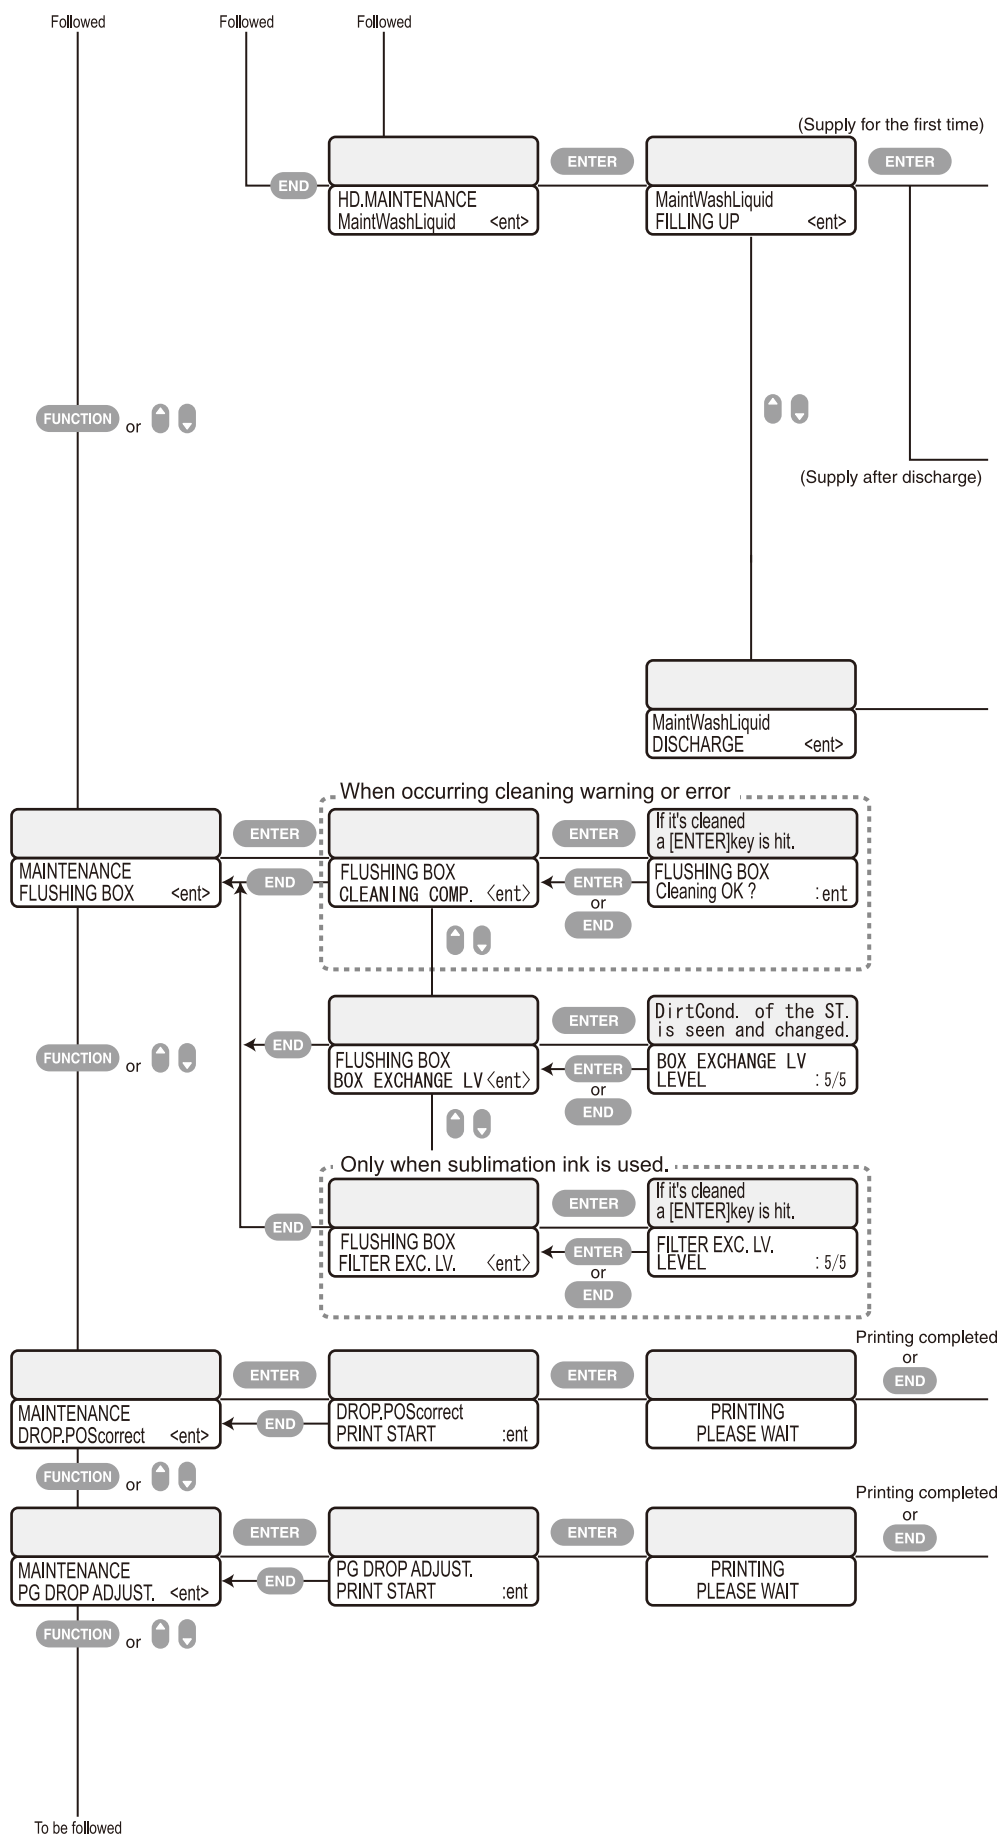 Followed
Followed
Followed
(Supply for the first time)
ENTER
ENTER
END
HD.MAINTENANCE
MaintWashLiquid <ent>
MaintWashLiquid
FILLING UP <ent>
FUNCTION or
(Supply after discharge)
MaintWashLiquid
DISCHARGE <ent>
When occurring cleaning warning or error
ENTER
ENTER
If it's cleaned
a [ENTER]key is hit.
MAINTENANCE
FLUSHING BOX <ent>
END
FLUSHING BOX
CLEANING COMP. <ent>
ENTER
or
END
FLUSHING BOX
Cleaning OK ? :ent
ENTER
DirtCond. of the ST.
is seen and changed.
FUNCTION or
END
FLUSHING BOX
BOX EXCHANGE LV <ent>
ENTER
or
END
BOX EXCHANGE LV
LEVEL : 5/5
Only when sublimation ink is used.
ENTER
If it's cleaned
a [ENTER]key is hit.
END
FLUSHING BOX
FILTER EXC. LV. <ent>
ENTER
or
END
FILTER EXC. LV.
LEVEL : 5/5
Printing completed
or
END
ENTER
ENTER
MAINTENANCE
DROP.POScorrect <ent>
END
DROP.POScorrect
PRINT START :ent
PRINTING
PLEASE WAIT
FUNCTION or
Printing completed
or
END
ENTER
ENTER
MAINTENANCE
PG DROP ADJUST. <ent>
END
PG DROP ADJUST.
PRINT START :ent
PRINTING
PLEASE WAIT
FUNCTION or
To be followed